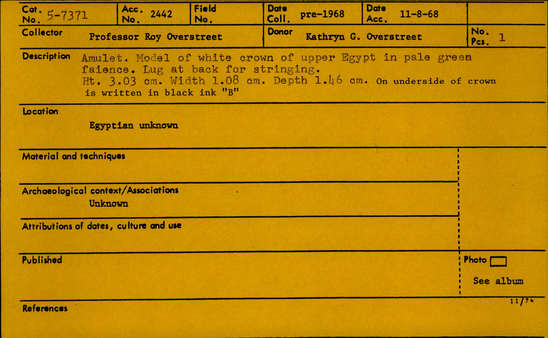 Cat. No. 5-7371 Acc. No. 2442 Field No. Date Coll. pre-1968 Date Acc. 11-8-68
Collector Professor Roy Overstreet Donor Kathryn G. Overstreet No. Pcs. 1
Description Amulet. Model of white crown of upper Egypt in pale green
faience. Lug at back for stringing.
Ht. 3.03 cm. Width 1.08 cm. Depth 1.46 cm. On underside of crown
is written in black ink "B"
Location
Egyptian unknown
Material and techniques
Archaeological context/Associations
Unknown
Attributions of dates, culture and use
Published
Photo
See album
References